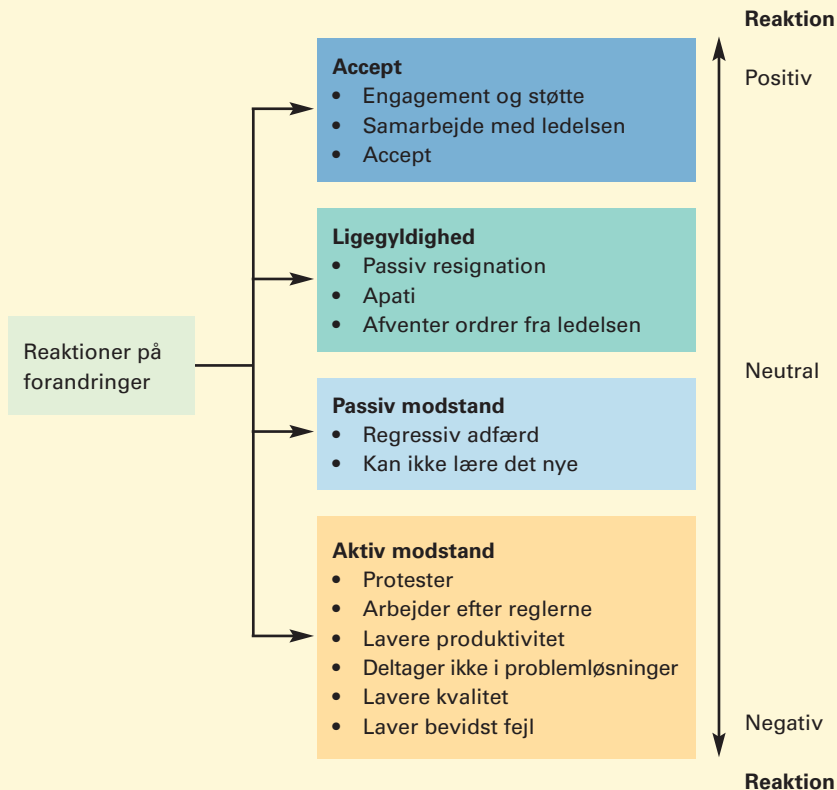 Reaktion
Positiv
Accept
• Engagement og støtte
• Samarbejde med ledelsen
• Accept
Ligegyldighed
• Passiv resignation
• Apati
• Afventer ordrer fra ledelsen
Reaktioner på
forandringer
Neutral
Passiv modstand
• Regressiv adfærd
• Kan ikke lære det nye
Aktiv modstand
• Protester
• Arbejder efter reglerne
• Lavere produktivitet
• Deltager ikke i problemløsninger
• Lavere kvalitet
• Laver bevidst fejl
Negativ
Reaktion